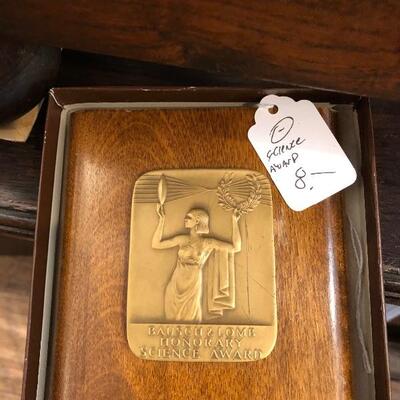 SCIENCE
AWARD
8.—
BAUSCH & LOMB
HONORARY
SCIENCE AWARD